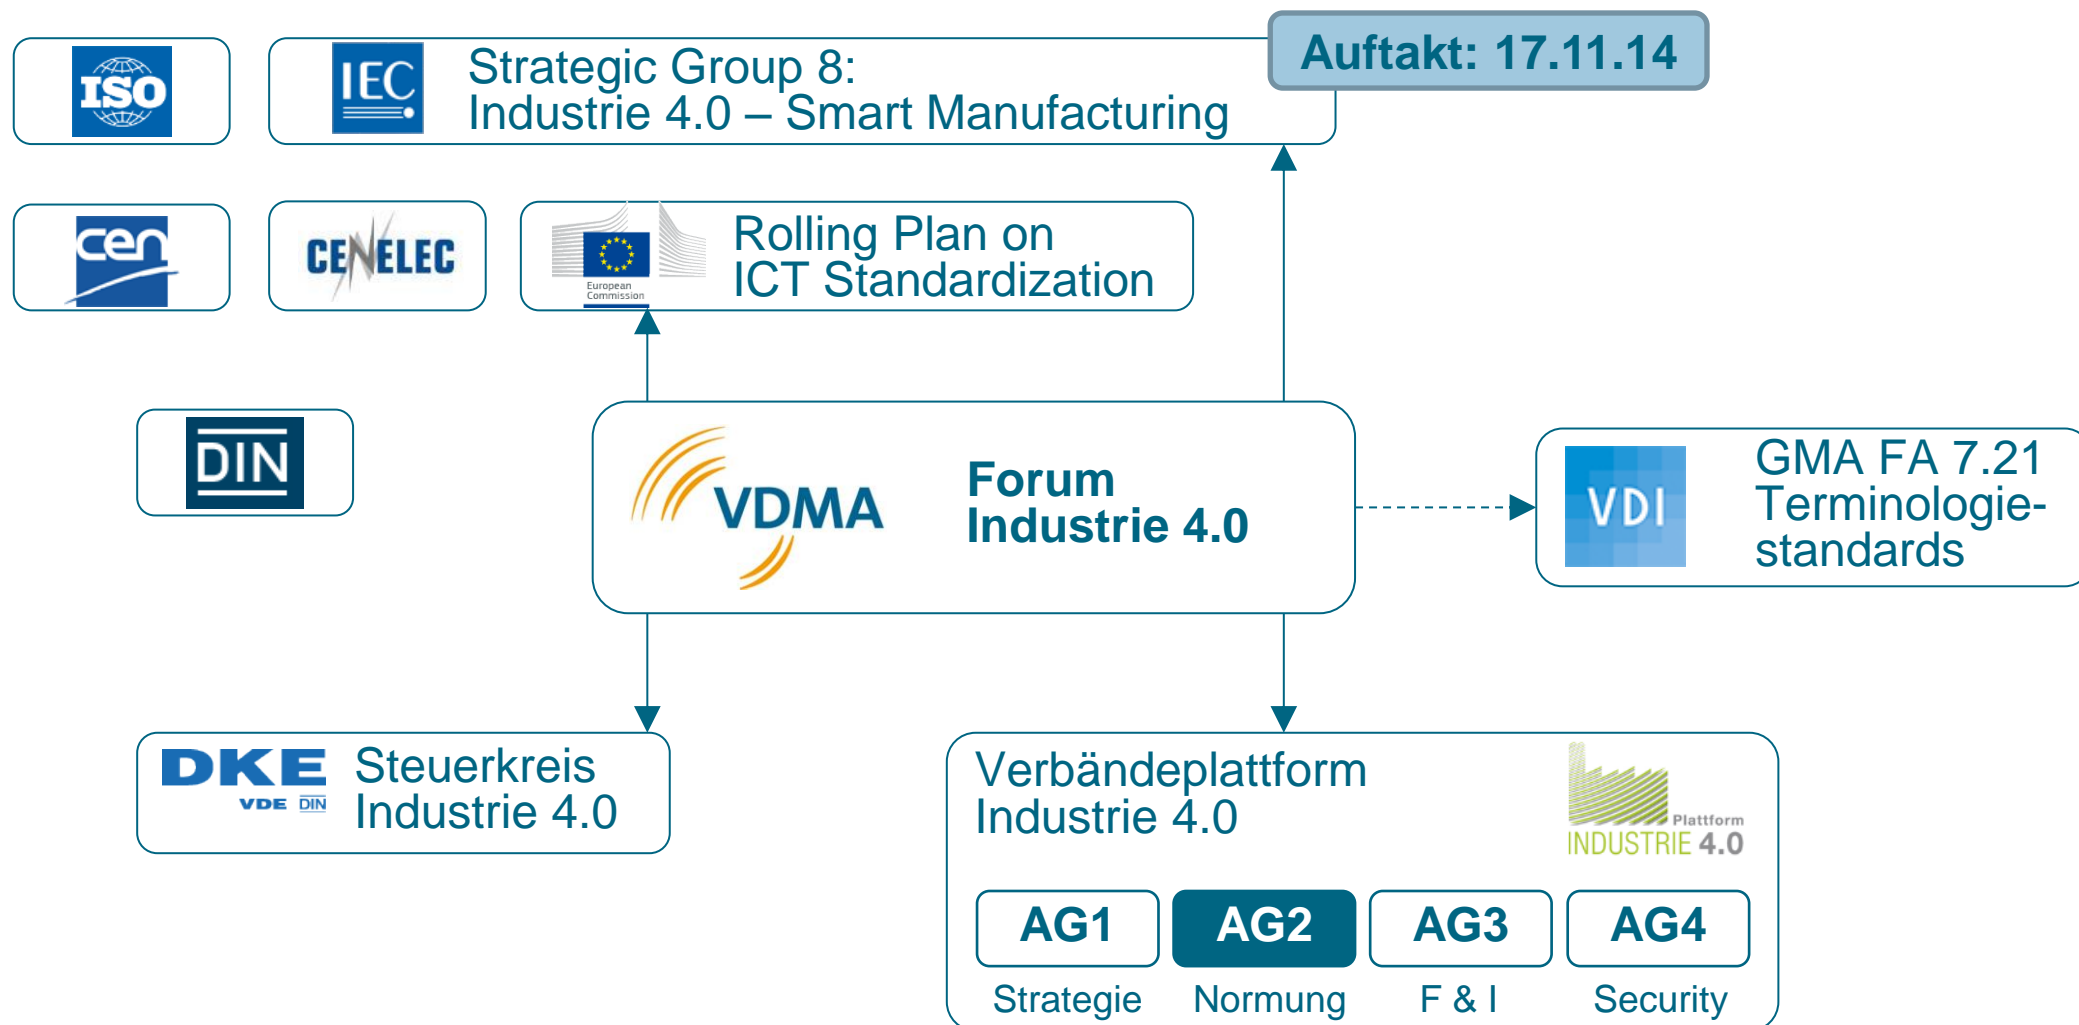 Auftakt: 17.11.14
ISO
IEC
Strategic Group 8:
Industrie 4.0 – Smart Manufacturing
cen
CENELEC
European
Commission
Rolling Plan on
ICT Standardization
DIN
VDMA
Forum
Industrie 4.0
VDI
GMA FA 7.21
Terminologie-
standards
DKE
VDE DIN
Steuerkreis
Industrie 4.0
Verbändeplattform
Industrie 4.0
Plattform
INDUSTRIE 4.0
AG1
AG2
AG3
AG4
Strategie
Normung
F & I
Security